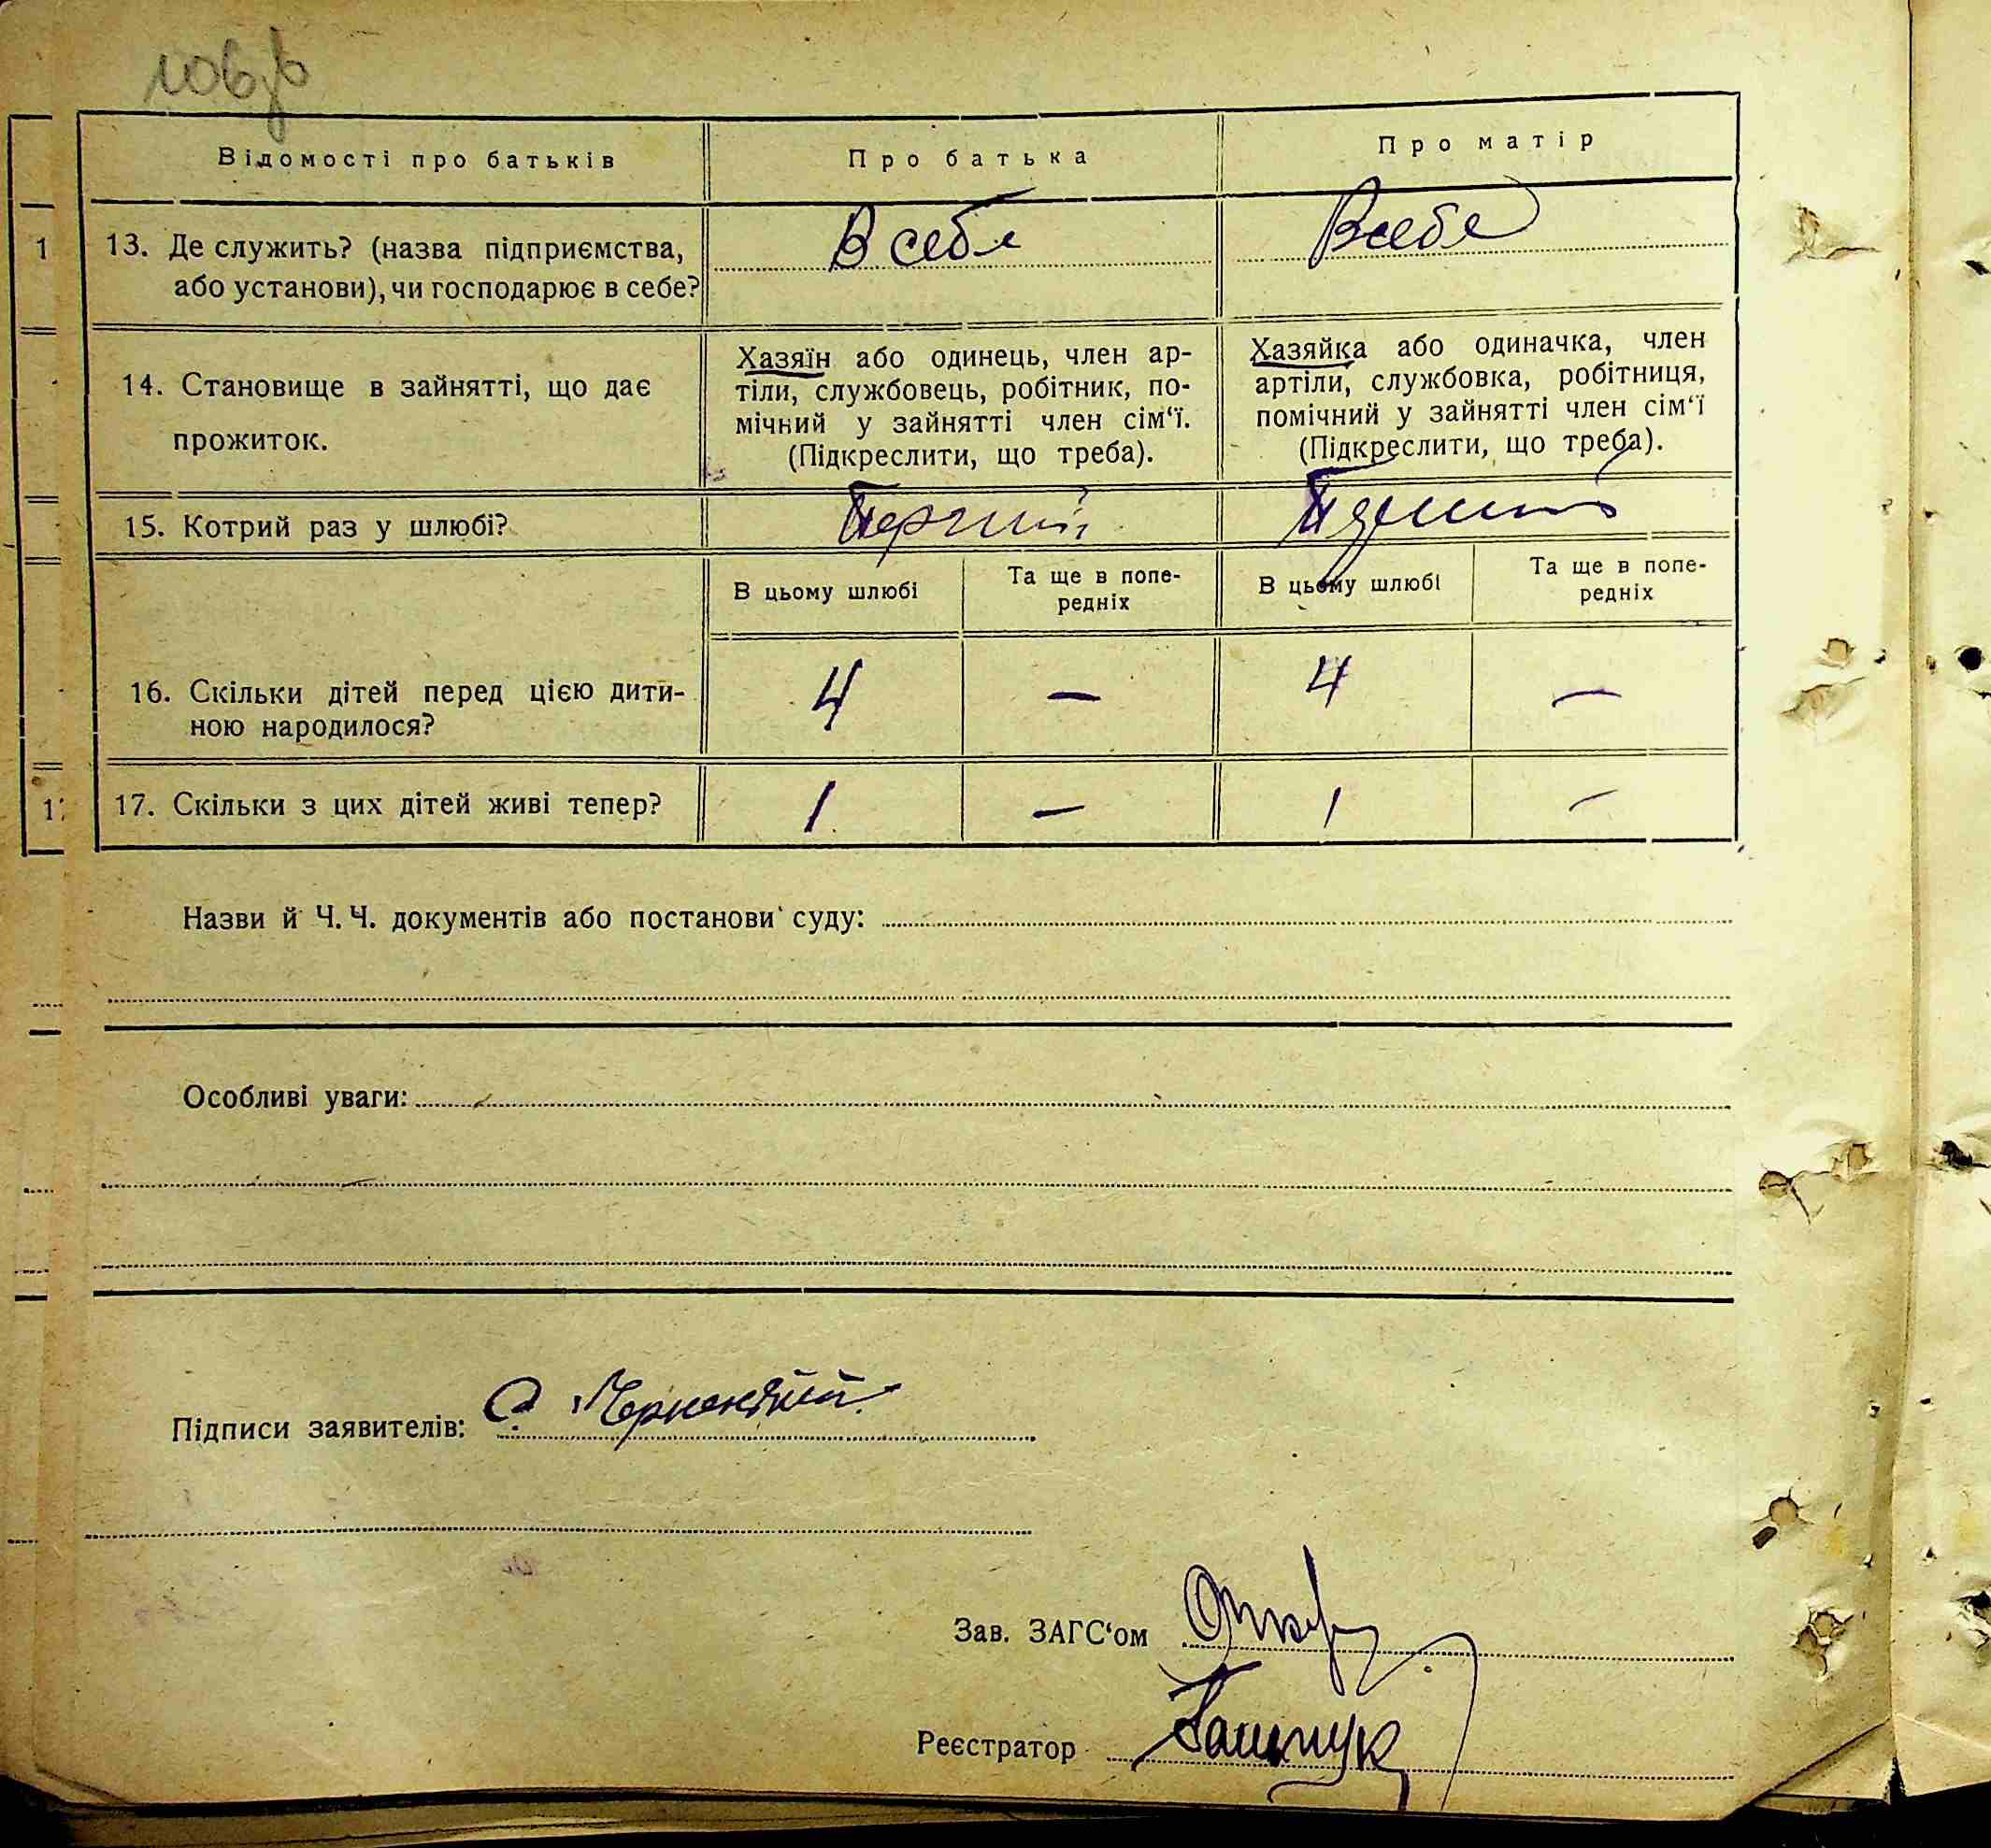 Відомості про батьків
Про батька
Про матір
13. Де служить? (назва підприємства, або установи), чи господарює в себе?
В себе
В себе
14. Становище в зайнятті, що дає прожиток.
Хазяїн або одинець, член ар-
тіли, службовець, робітник, по-
мічний у зайнятті член сім‘ї.
(Підкреслити, що треба).
Хазяйка або одиначка, член
артіли, службовка, робітниця,
помічний у зайнятті член сім‘ї
(Підкреслити, що треба).
15. Котрий раз у шлюбі?
Перший
Перший
В цьому шлюбі
Та ще в попе-
редніх
В цьому шлюбі
Та ще в попе-
редніх
16. Скільки дітей перед цією дити-
ною народилося?
4 — 4 —
17. Скільки з цих дітей живі тепер?
1 — 1 —
Назви й Ч. Ч. документів або постанови суду:
Особливі уваги:
Підписи заявителів:
Зав. ЗАГС‘ом
Реєстратор